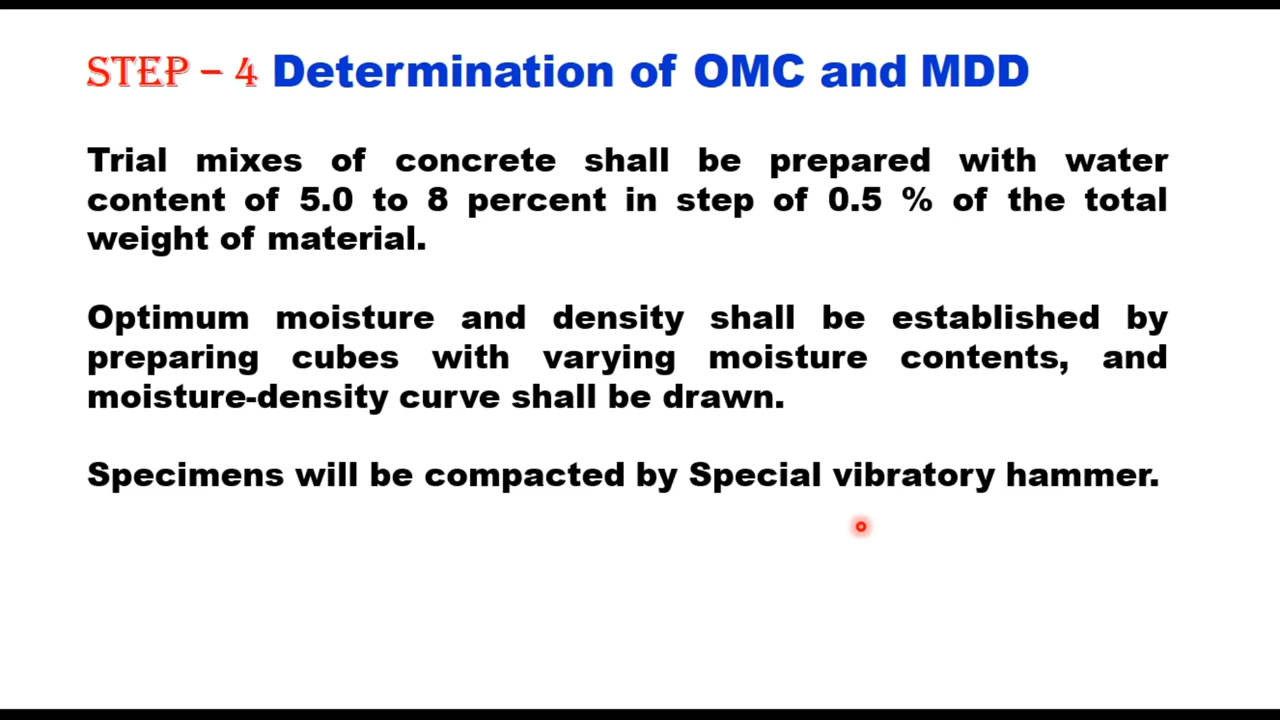 STEP – 4 Determination of OMC and MDD
Trial mixes of concrete shall be prepared with water
content of 5.0 to 8 percent in step of 0.5 % of the total
weight of material.
Optimum moisture and density shall be established by
preparing cubes with varying moisture contents, and
moisture-density curve shall be drawn.
Specimens will be compacted by Special vibratory hammer.